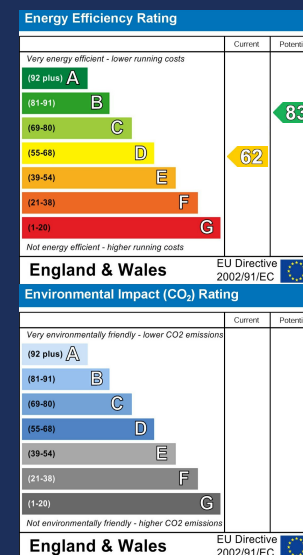 Energy Efficiency Rating
Current Potenti
Very energy efficient - lower running costs
(92 plus) A
(81-91) B
83
(69-80) C
(55-68) D
62
(39-54) E
(21-38) F
(1-20) G
Not energy efficient - higher running costs
England & Wales
EU Directive
2002/91/EC
Environmental Impact (CO₂) Rating
Current Potenti
Very environmentally friendly - lower CO2 emissions
(92 plus) A
(81-91) B
(69-80) C
(55-68) D
(39-54) E
(21-38) F
(1-20) G
Not environmentally friendly - higher CO2 emissions
England & Wales
EU Directive
2002/91/EC